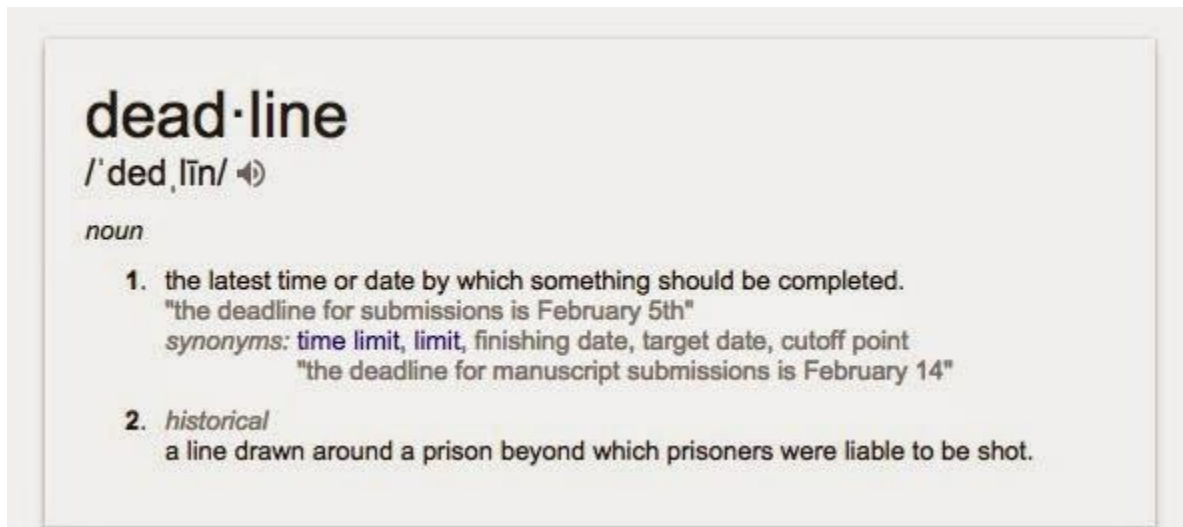 dead·line
/ˈdedˌlīn/
noun
1. the latest time or date by which something should be completed.
"the deadline for submissions is February 5th"
synonyms: time limit, limit, finishing date, target date, cutoff point
"the deadline for manuscript submissions is February 14"
2. historical
a line drawn around a prison beyond which prisoners were liable to be shot.